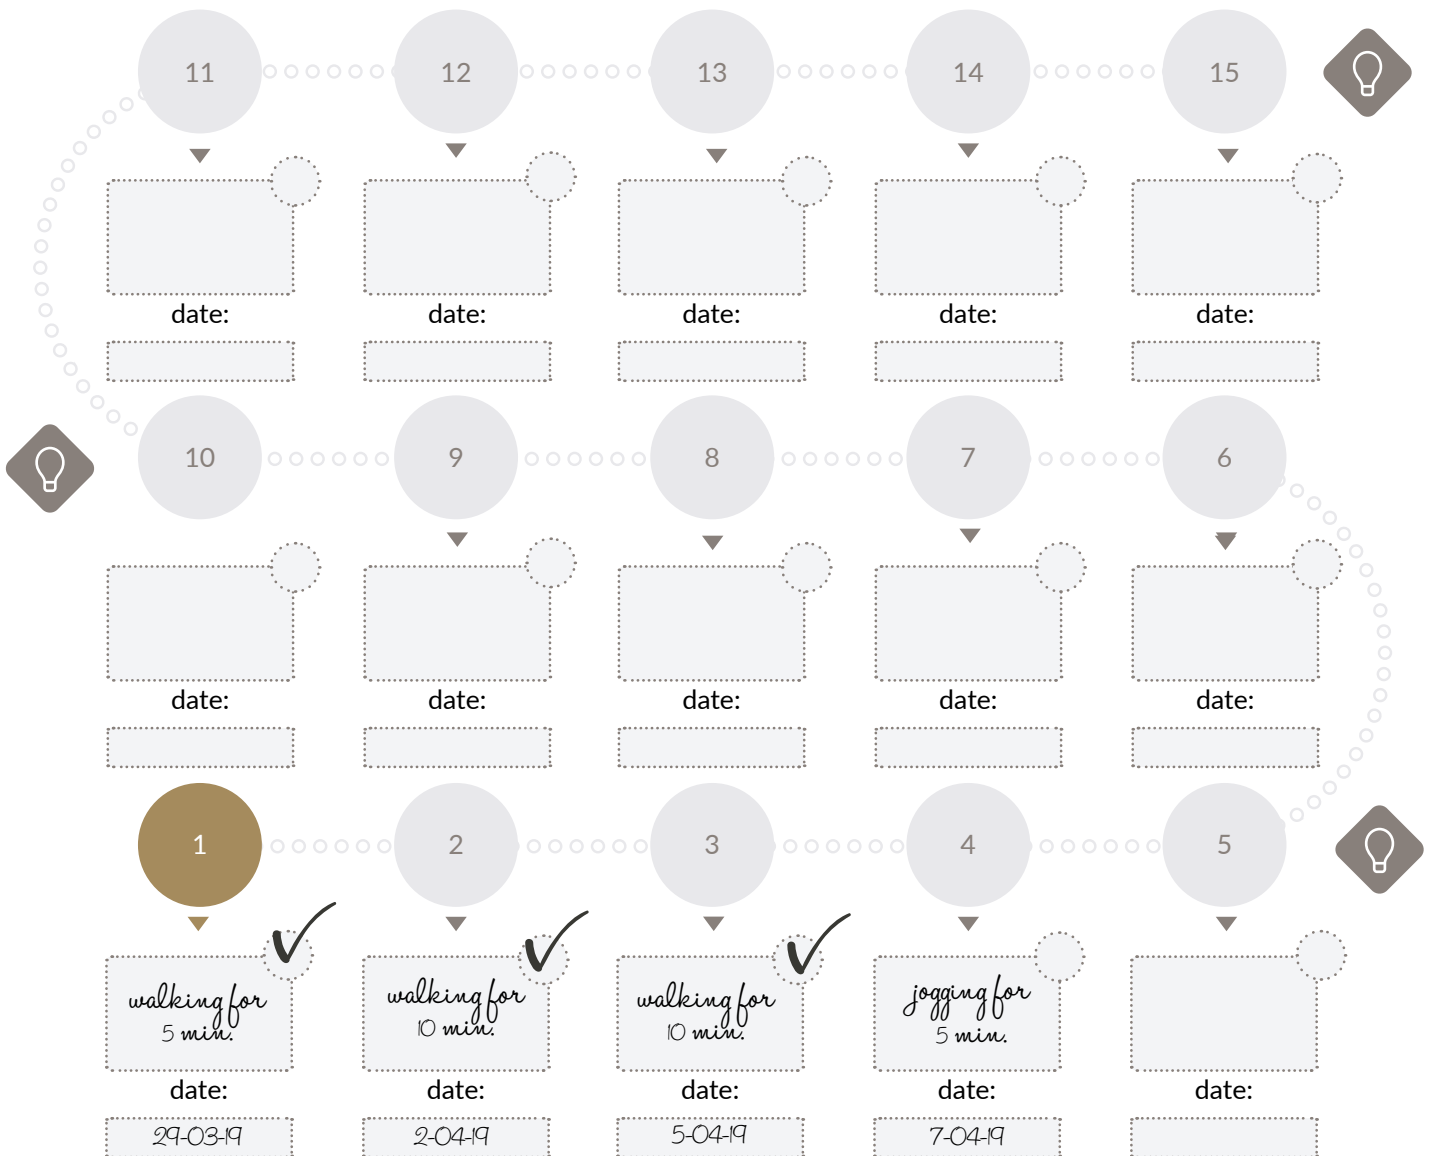 11 12 13 14 15
date: date: date: date: date:
10 9 8 7 6
date: date: date: date: date:
1 2 3 4 5
walking for walking for walking for jogging for
5 min. 10 min. 10 min. 5 min.
date: date: date: date: date:
29-03-19 2-04-19 5-04-19 7-04-19